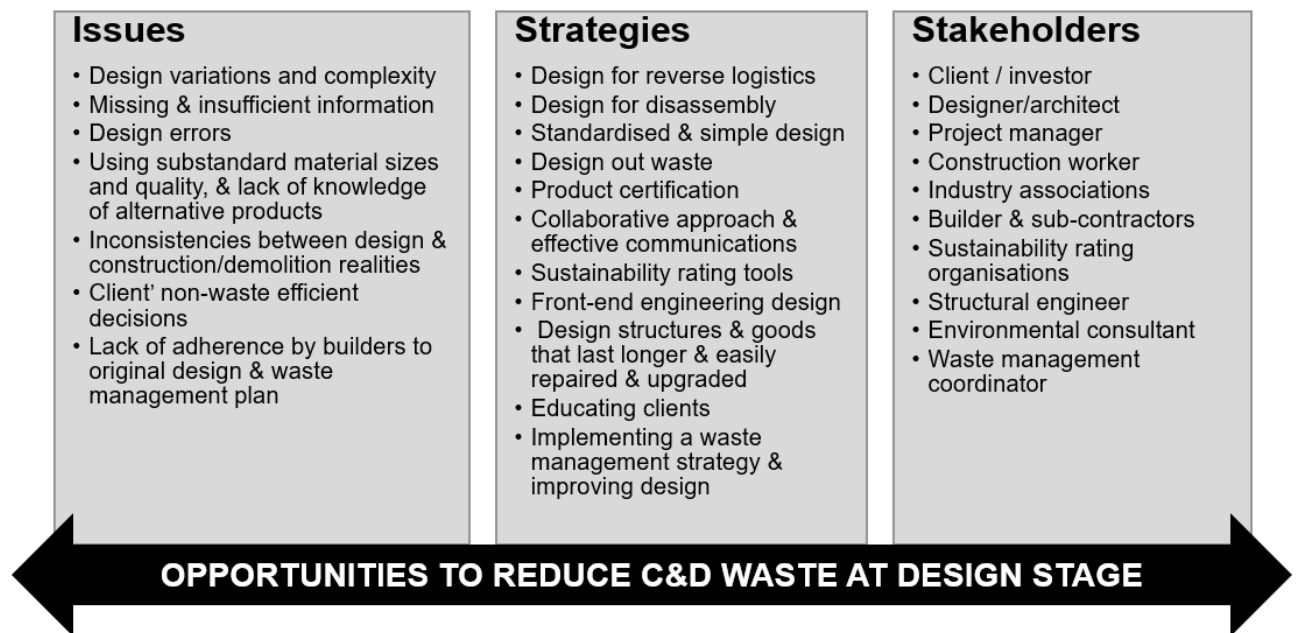 Issues
• Design variations and complexity
• Missing & insufficient information
• Design errors
• Using substandard material sizes
and quality, & lack of knowledge
of alternative products
• Inconsistencies between design &
construction/demolition realities
• Client' non-waste efficient
decisions
• Lack of adherence by builders to
original design & waste
management plan
Strategies
• Design for reverse logistics
• Design for disassembly
• Standardised & simple design
• Design out waste
• Product certification
• Collaborative approach &
effective communications
• Sustainability rating tools
• Front-end engineering design
• Design structures & goods
that last longer & easily
repaired & upgraded
• Educating clients
• Implementing a waste
management strategy &
improving design
Stakeholders
• Client / investor
• Designer/architect
• Project manager
• Construction worker
• Industry associations
• Builder & sub-contractors
• Sustainability rating
organisations
• Structural engineer
• Environmental consultant
• Waste management
coordinator
OPPORTUNITIES TO REDUCE C&D WASTE AT DESIGN STAGE